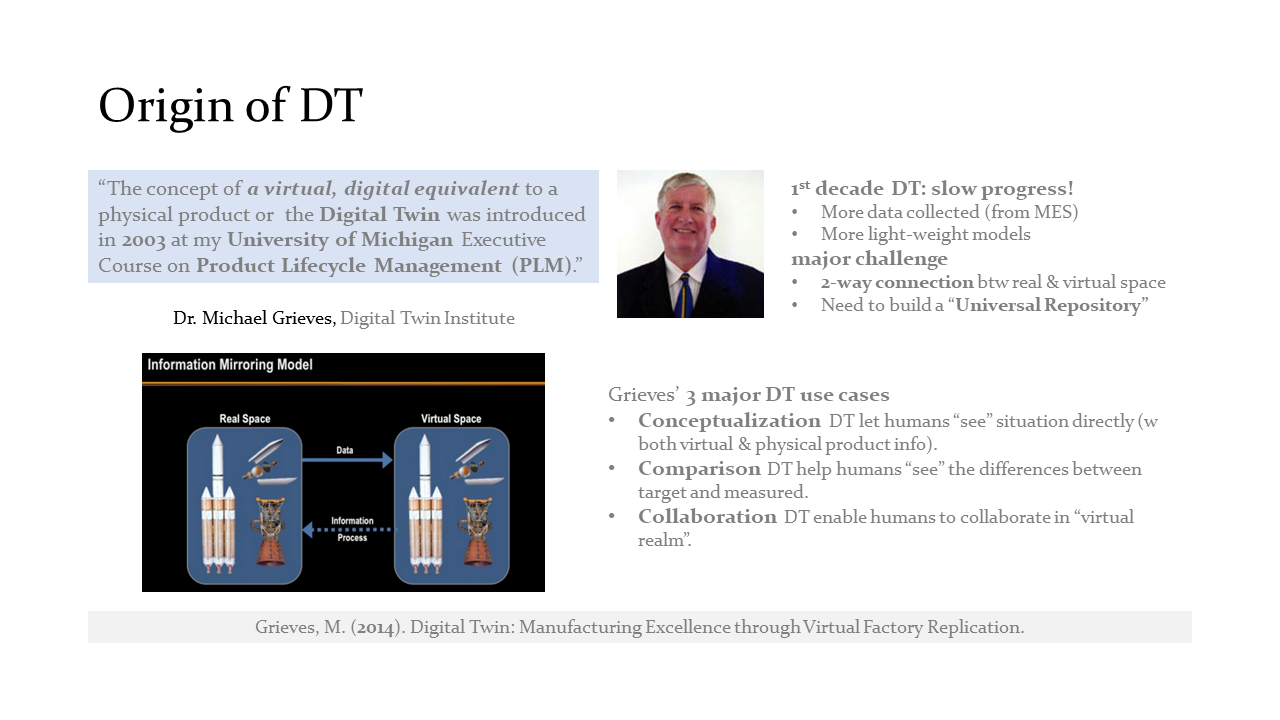 Origin of DT
“The concept of a virtual, digital equivalent to a
physical product or the Digital Twin was introduced
in 2003 at my University of Michigan Executive
Course on Product Lifecycle Management (PLM).”
Dr. Michael Grieves, Digital Twin Institute
1st decade DT: slow progress!
• More data collected (from MES)
• More light-weight models
major challenge
• 2-way connection btw real & virtual space
• Need to build a “Universal Repository”
Information Mirroring Model
Real Space
Virtual Space
Data
Information
Process
Grieves’ 3 major DT use cases
• Conceptualization DT let humans “see” situation directly (w
both virtual & physical product info).
• Comparison DT help humans “see” the differences between
target and measured.
• Collaboration DT enable humans to collaborate in “virtual
realm”.
Grieves, M. (2014). Digital Twin: Manufacturing Excellence through Virtual Factory Replication.